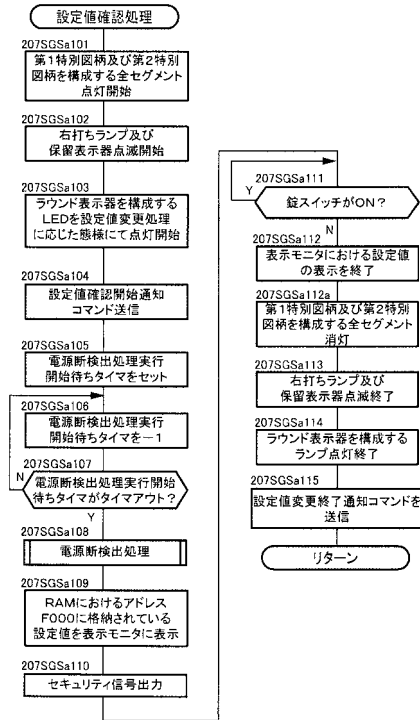 設定値確認処理
207SGSa101
第1特別図柄及び第2特別
図柄を構成する全セグメント
点灯開始
207SGSa102
右打ちランプ及び
保留表示器点滅開始
207SGSa103
ラウンド表示器を構成する
LEDを設定値変更処理
に応じた態様にて点灯開始
207SGSa104
設定値確認開始通知
コマンド送信
207SGSa105
電源断検出処理実行
開始待ちタイマをセット
207SGSa106
電源断検出処理実行
開始待ちタイマを−1
207SGSa107
電源断検出処理実行開始
待ちタイマがタイマアウト?
N
Y
207SGSa108
電源断検出処理
207SGSa109
RAMにおけるアドレス
F000に格納されている
設定値を表示モニタに表示
207SGSa110
セキュリティ信号出力
207SGSa111
錠スイッチがON?
Y
N
207SGSa112
表示モニタにおける設定値
の表示を終了
207SGSa112a
第1特別図柄及び第2特別
図柄を構成する全セグメント
消灯
207SGSa113
右打ちランプ及び
保留表示器点滅終了
207SGSa114
ラウンド表示器を構成する
ランプ点灯終了
207SGSa115
設定値変更終了通知コマンドを
送信
リターン